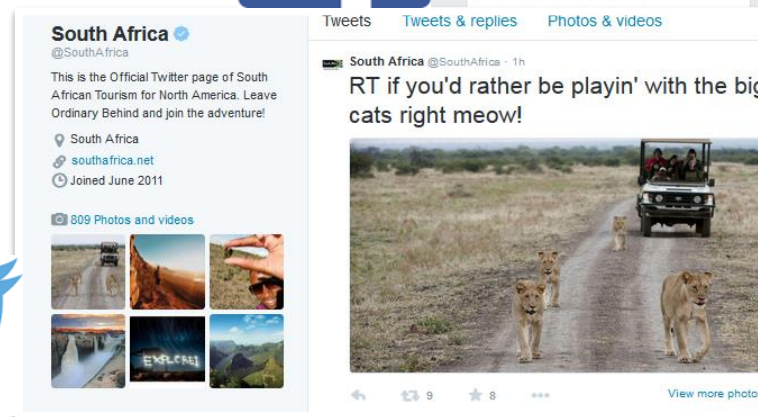 South Africa
@SouthAfrica
This is the Official Twitter page of South
African Tourism for North America. Leave
Ordinary Behind and join the adventure!
South Africa
southafrica.net
Joined June 2011
809 Photos and videos
EXPLORE!
Tweets Tweets & replies Photos & videos
South Africa @SouthAfrica · 1h
RT if you'd rather be playin' with the big
cats right meow!
9 8 View more photo